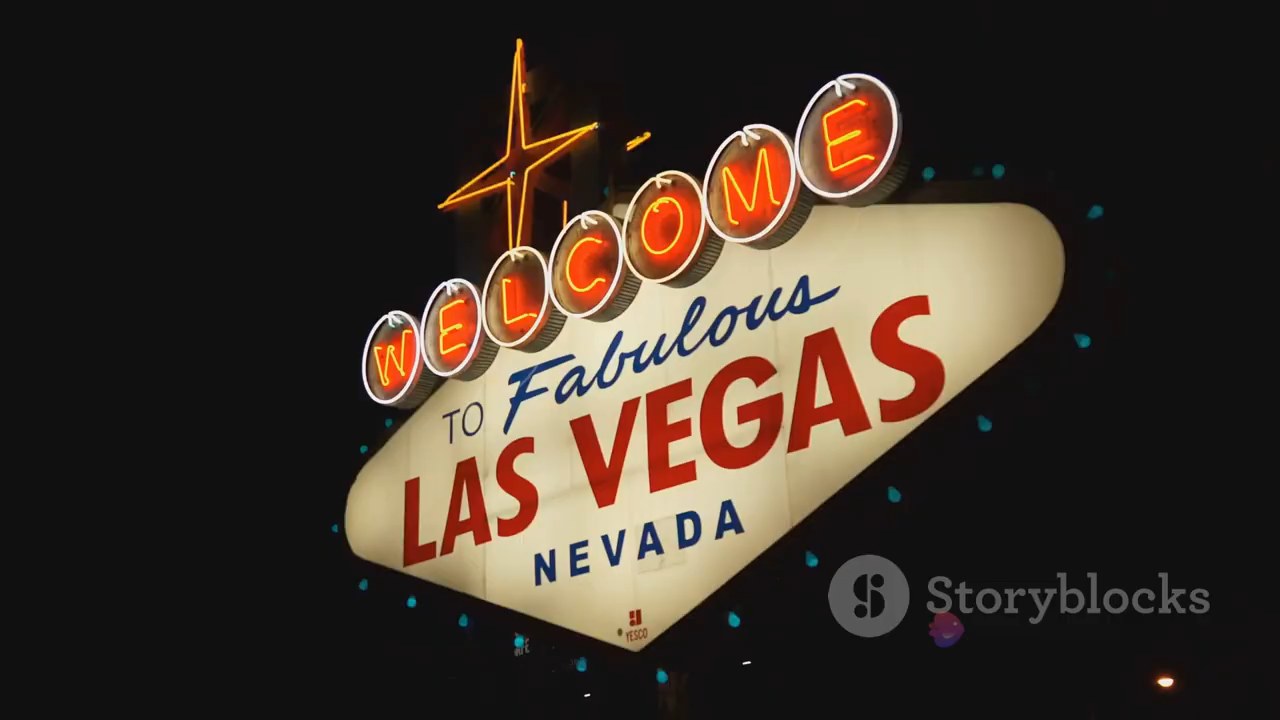 WELCOME
TO Fabulous
LAS VEGAS
NEVADA
YESCO
Storyblocks